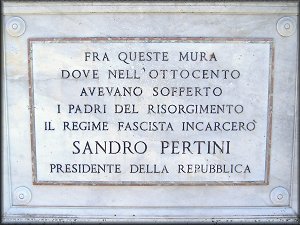 FRA QUESTE MURA
DOVE NELL'OTTOCENTO
AVEVANO SOFFERTO
I PADRI DEL RISORGIMENTO
IL REGIME FASCISTA INCARCERÒ
SANDRO PERTINI
PRESIDENTE DELLA REPUBBLICA